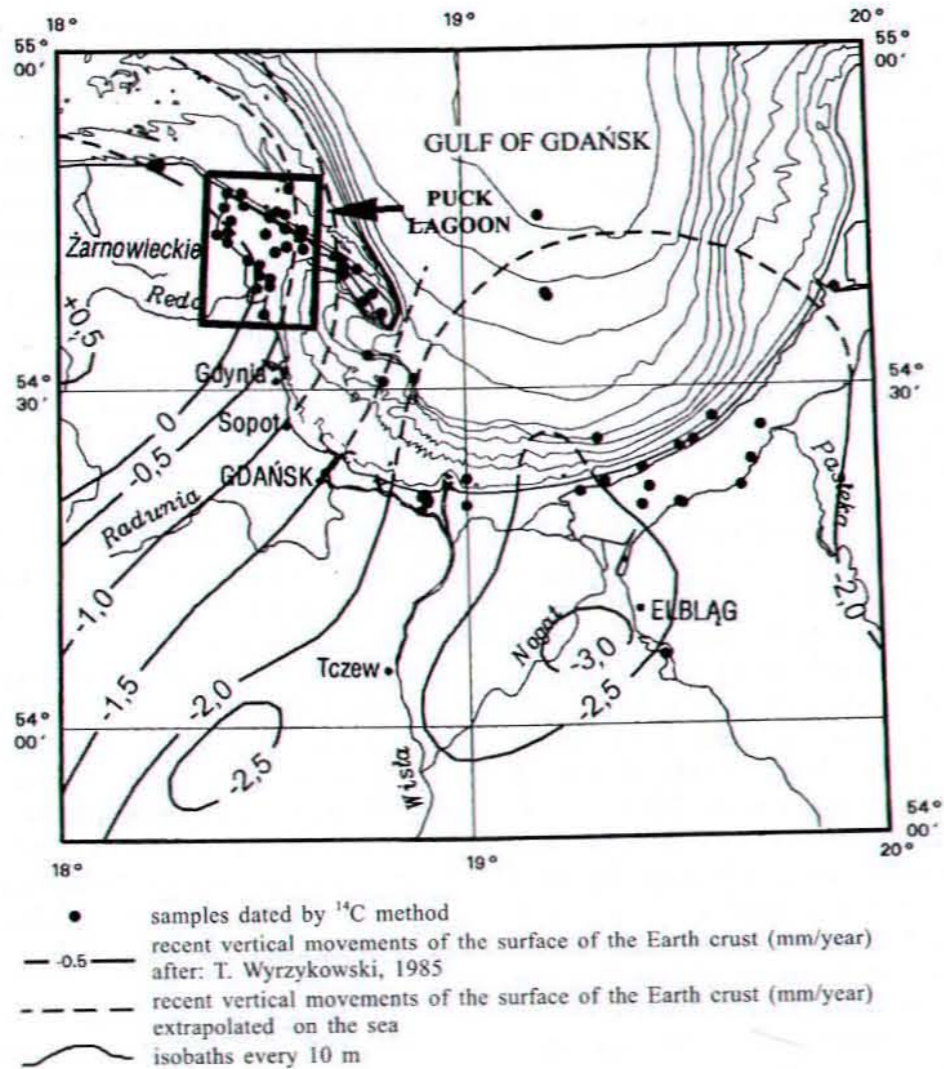 18°
19°
20°
55°
00'
55°
00'
GULF OF GDAŃSK
PUCK
LAGOON
Żarnowieckie
Reda
+0,5
Gdynia
54°
30'
54°
30'
0
Sopot
-0,5
GDAŃSK
Radunia
Pasłęka
-1,0
-2,0
ELBLĄG
Nogat
-3,0
Tczew
-1,5
-2,0
-2,5
54°
00'
-2,5
Wisła
54°
00'
18°
19°
20°
samples dated by ¹⁴C method
recent vertical movements of the surface of the Earth crust (mm/year)
-0.5
after: T. Wyrzykowski, 1985
recent vertical movements of the surface of the Earth crust (mm/year)
extrapolated on the sea
isobaths every 10 m